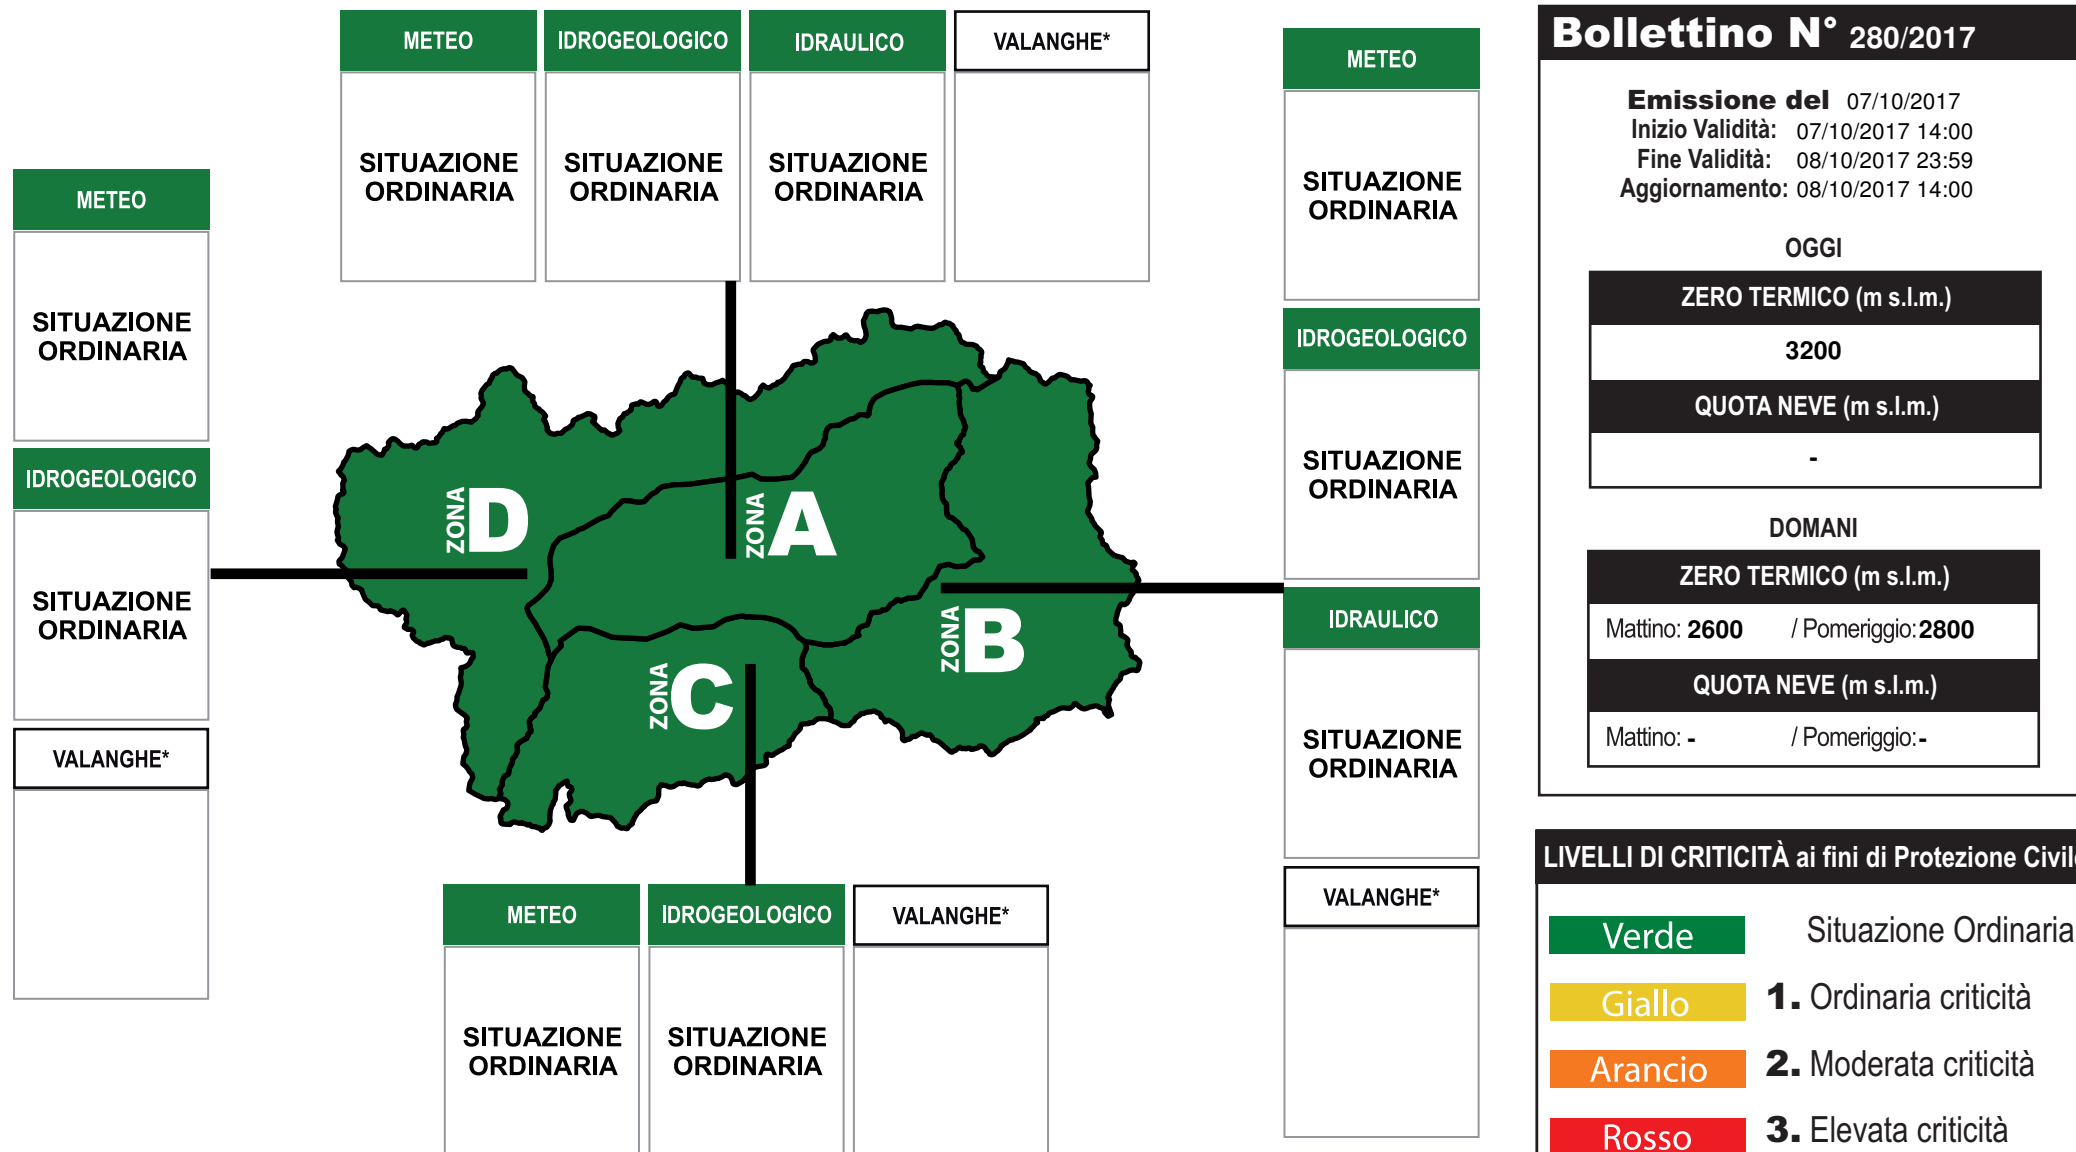 METEO
IDROGEOLOGICO
IDRAULICO
VALANGHE*
SITUAZIONE
ORDINARIA
SITUAZIONE
ORDINARIA
SITUAZIONE
ORDINARIA
METEO
SITUAZIONE
ORDINARIA
IDROGEOLOGICO
SITUAZIONE
ORDINARIA
VALANGHE*
ZONA D
ZONA A
ZONA B
ZONA C
METEO
SITUAZIONE
ORDINARIA
IDROGEOLOGICO
SITUAZIONE
ORDINARIA
IDRAULICO
SITUAZIONE
ORDINARIA
VALANGHE*
METEO
IDROGEOLOGICO
VALANGHE*
SITUAZIONE
ORDINARIA
SITUAZIONE
ORDINARIA
Bollettino N° 280/2017
Emissione del 07/10/2017
Inizio Validità: 07/10/2017 14:00
Fine Validità: 08/10/2017 23:59
Aggiornamento: 08/10/2017 14:00
OGGI
ZERO TERMICO (m s.l.m.)
3200
QUOTA NEVE (m s.l.m.)
-
DOMANI
ZERO TERMICO (m s.l.m.)
Mattino: 2600 / Pomeriggio: 2800
QUOTA NEVE (m s.l.m.)
Mattino: - / Pomeriggio: -
LIVELLI DI CRITICITÀ ai fini di Protezione Civil
Verde Situazione Ordinaria
Giallo 1. Ordinaria criticità
Arancio 2. Moderata criticità
Rosso 3. Elevata criticità